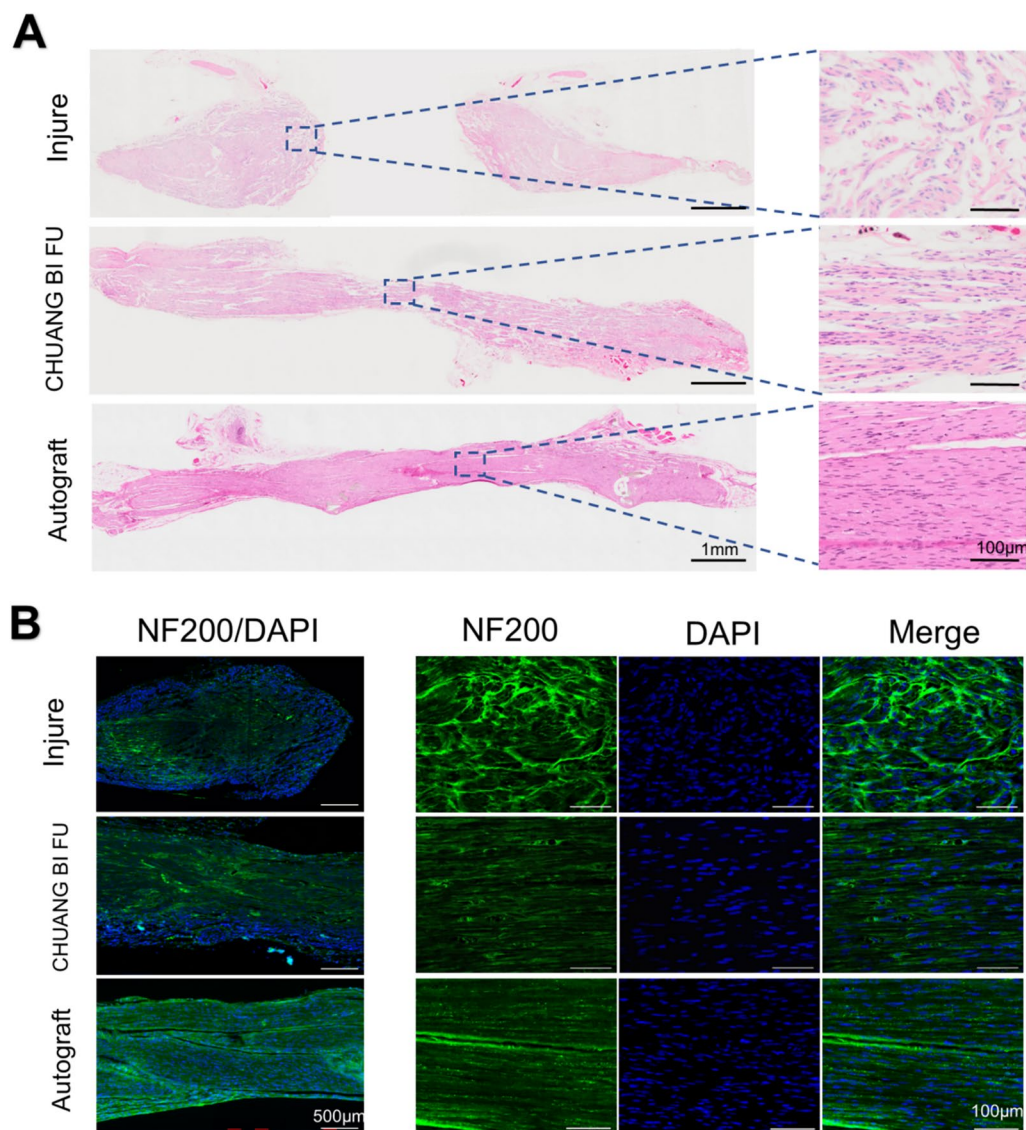 A
Injure
CHUANG BI FU
Autograft
1mm
100μm
B
NF200/DAPI
NF200
DAPI
Merge
Injure
CHUANG BI FU
Autograft
500μm
100μm